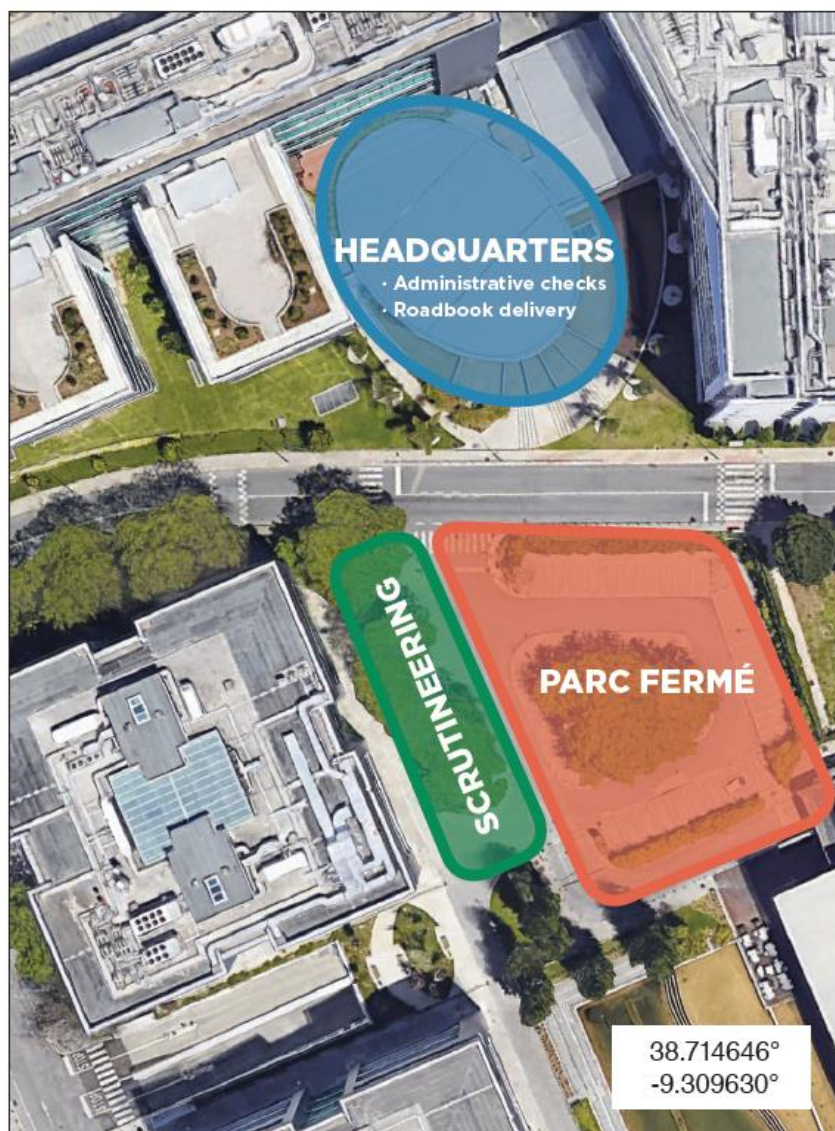 HEADQUARTERS
· Administrative checks
· Roadbook delivery
SCRUTINEERING
PARC FERMÉ
38.714646°
-9.309630°